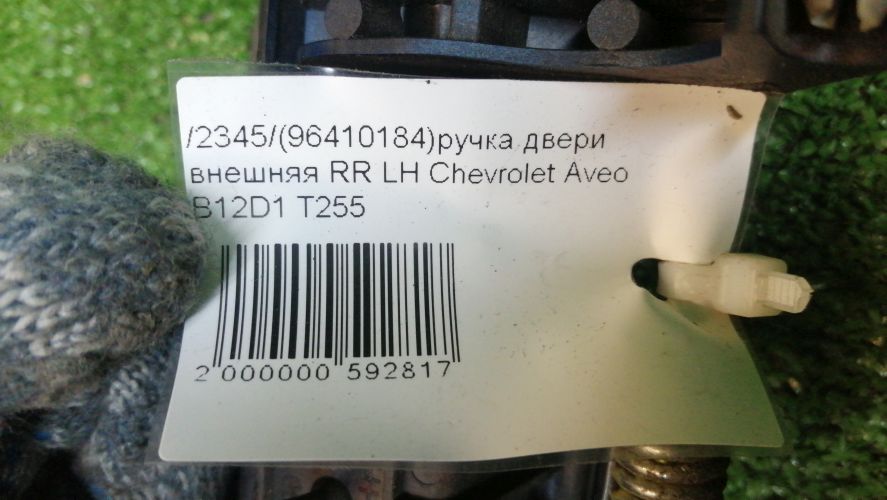 /2345/(96410184)ручка двери
внешняя RR LH Chevrolet Aveo
B12D1 T255
2 000000 592817